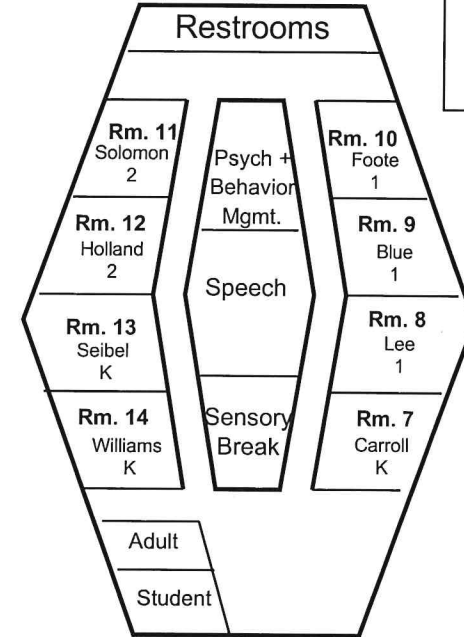 Restrooms
Rm. 11
Solomon
2
Rm. 12
Holland
2
Rm. 13
Seibel
K
Rm. 14
Williams
K
Psych +
Behavior
Mgmt.
Speech
Sensory
Break
Rm. 10
Foote
1
Rm. 9
Blue
1
Rm. 8
Lee
1
Rm. 7
Carroll
K
Adult
Student